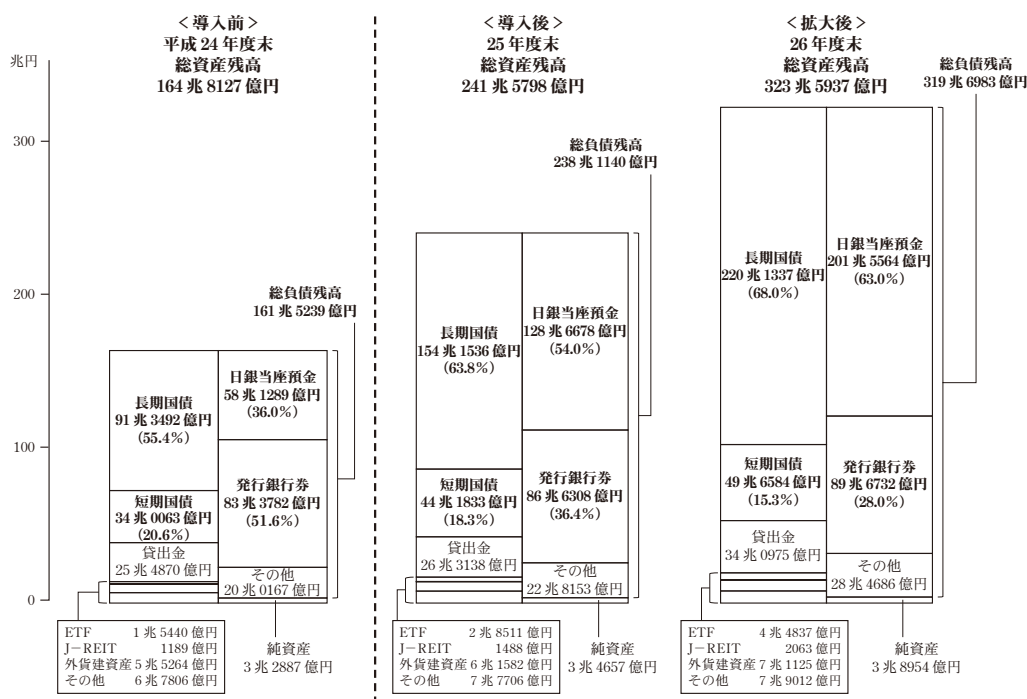 兆円
300
200
100
0
＜導入前＞
平成24年度末
総資産残高
164兆8127億円
総負債残高
161兆5239億円
長期国債
91兆3492億円
(55.4%)
短期国債
34兆0063億円
(20.6%)
貸出金
25兆4870億円
日銀当座預金
58兆1289億円
(36.0%)
発行銀行券
83兆3782億円
(51.6%)
その他
20兆0167億円
ETF 1兆5440億円
J－REIT 1189億円
外貨建資産 5兆5264億円
その他 6兆7806億円
純資産
3兆2887億円
＜導入後＞
25年度末
総資産残高
241兆5798億円
総負債残高
238兆1140億円
長期国債
154兆1536億円
(63.8%)
短期国債
44兆1833億円
(18.3%)
貸出金
26兆3138億円
日銀当座預金
128兆6678億円
(54.0%)
発行銀行券
86兆6308億円
(36.4%)
その他
22兆8153億円
ETF 2兆8511億円
J－REIT 1488億円
外貨建資産 6兆1582億円
その他 7兆7706億円
純資産
3兆4657億円
＜拡大後＞
26年度末
総資産残高
323兆5937億円
総負債残高
319兆6983億円
長期国債
220兆1337億円
(68.0%)
短期国債
49兆6584億円
(15.3%)
貸出金
34兆0975億円
日銀当座預金
201兆5564億円
(63.0%)
発行銀行券
89兆6732億円
(28.0%)
その他
28兆4686億円
ETF 4兆4837億円
J－REIT 2063億円
外貨建資産 7兆1125億円
その他 7兆9012億円
純資産
3兆8954億円